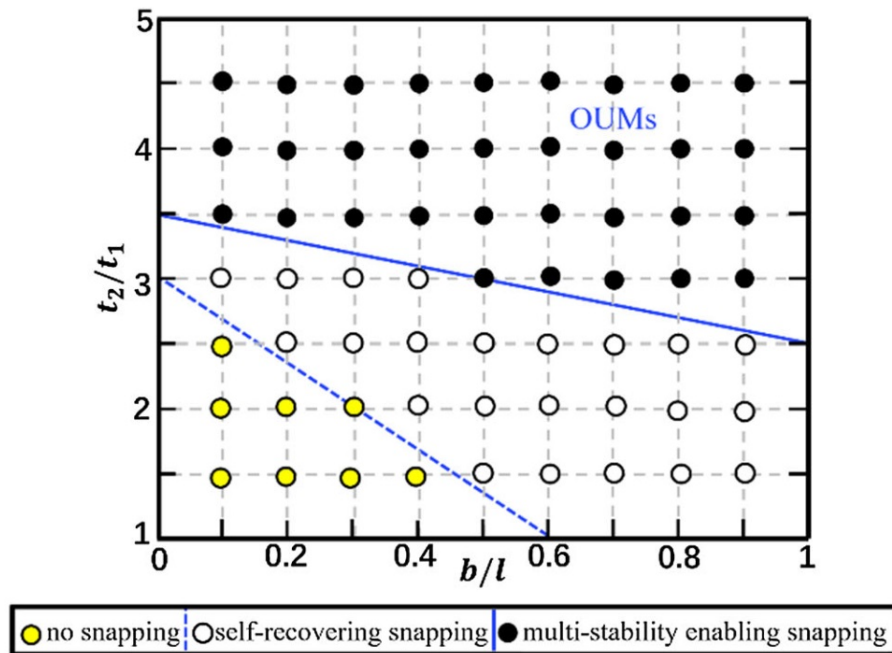 5
OUMs
4
t₂/t₁
3
2
1
0
0.2
0.4
0.6
0.8
1
b/l
no snapping
self-recovering snapping
multi-stability enabling snapping